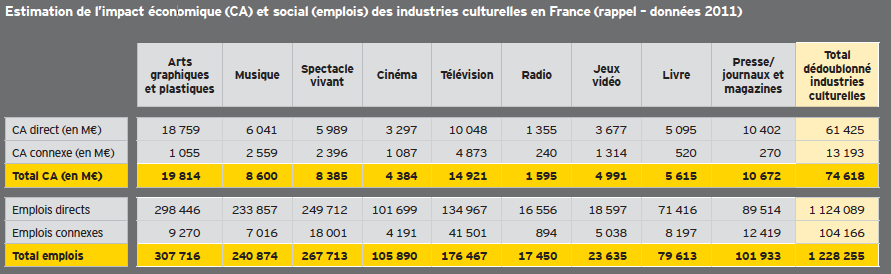 Estimation de l'impact économique (CA) et social (emplois) des industries culturelles en France (rappel – données 2011)
Arts graphiques et plastiques | Musique | Spectacle vivant | Cinéma | Télévision | Radio | Jeux vidéo | Livre | Presse/ journaux et magazines | Total dédoublonné industries culturelles
CA direct (en M€) | 18 759 | 6 041 | 5 989 | 3 297 | 10 048 | 1 355 | 3 677 | 5 095 | 10 402 | 61 425
CA connexe (en M€) | 1 055 | 2 559 | 2 396 | 1 087 | 4 873 | 240 | 1 314 | 520 | 270 | 13 193
Total CA (en M€) | 19 814 | 8 600 | 8 385 | 4 384 | 14 921 | 1 595 | 4 991 | 5 615 | 10 672 | 74 618
Emplois directs | 298 446 | 233 857 | 249 712 | 101 699 | 134 967 | 16 556 | 18 597 | 71 416 | 89 514 | 1 124 089
Emplois connexes | 9 270 | 7 016 | 18 001 | 4 191 | 41 501 | 894 | 5 038 | 8 197 | 12 419 | 104 166
Total emplois | 307 716 | 240 874 | 267 713 | 105 890 | 176 467 | 17 450 | 23 635 | 79 613 | 101 933 | 1 228 255